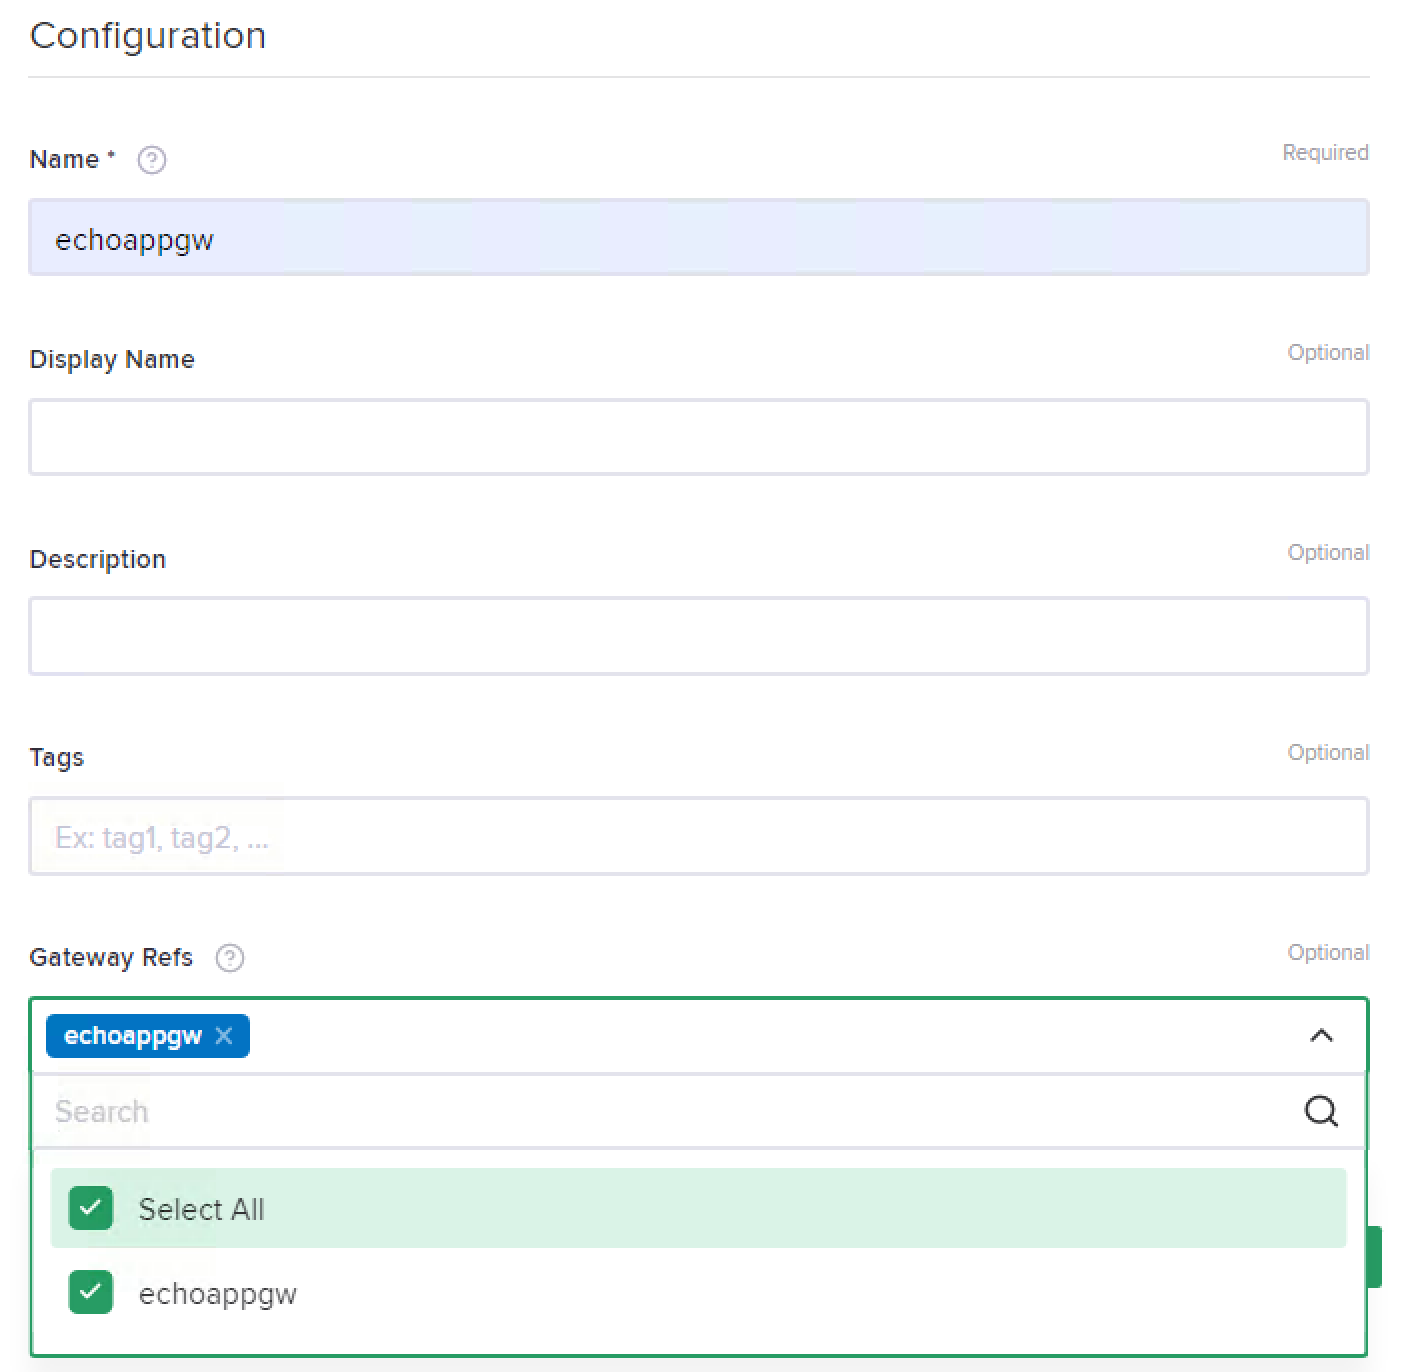 Configuration
Name *
Required
echoappgw
Display Name
Optional
Description
Optional
Tags
Optional
Ex: tag1, tag2, ...
Gateway Refs
Optional
echoappgw
Search
Select All
echoappgw